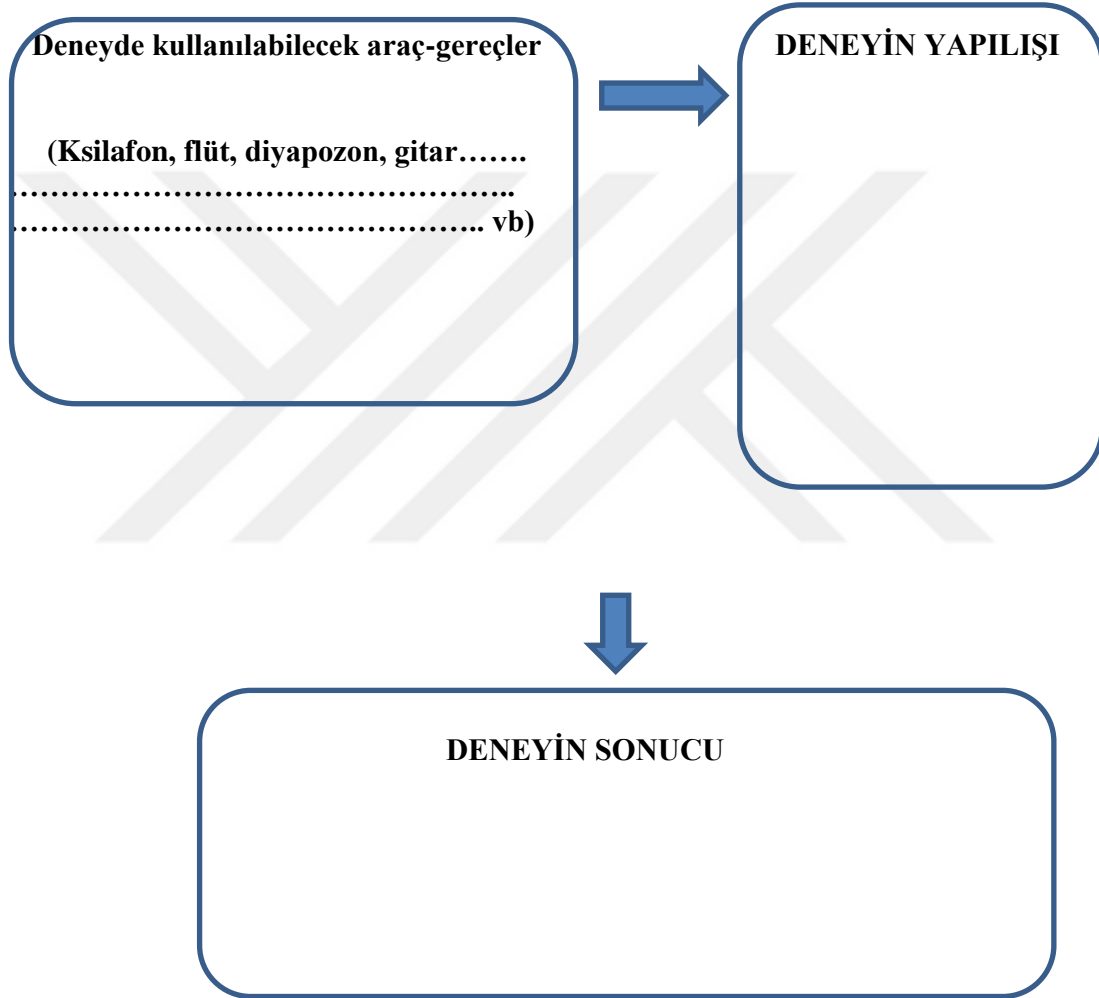 Deneyde kullanılabilecek araç-gereçler
(Ksilafon, flüt, diyapozon, gitar…….
…………………………………………..
……………………………………….. vb)
DENEYİN YAPILIŞI
DENEYİN SONUCU